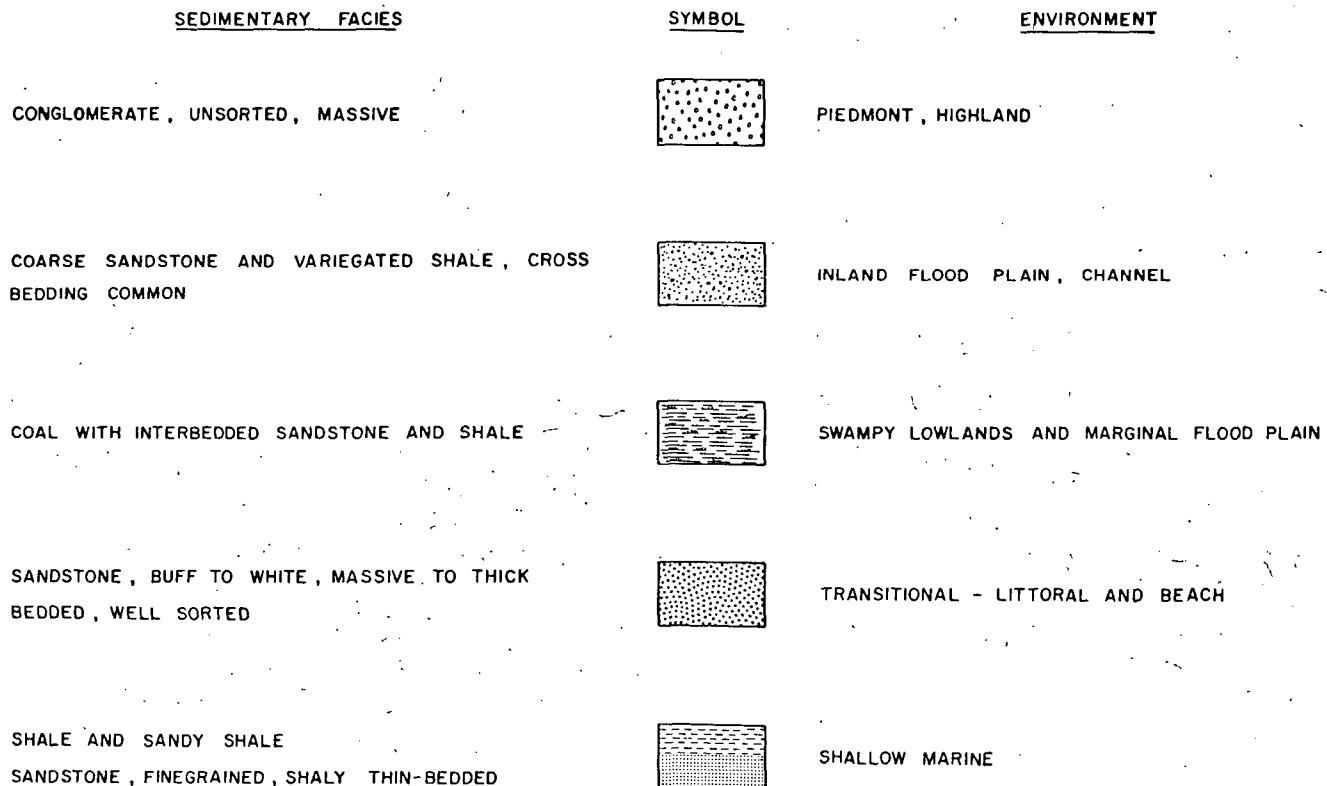 SEDIMENTARY FACIES SYMBOL ENVIRONMENT
CONGLOMERATE, UNSORTED, MASSIVE PIEDMONT, HIGHLAND
COARSE SANDSTONE AND VARIEGATED SHALE, CROSS
BEDDING COMMON
INLAND FLOOD PLAIN, CHANNEL
COAL WITH INTERBEDDED SANDSTONE AND SHALE SWAMPY LOWLANDS AND MARGINAL FLOOD PLAIN
SANDSTONE, BUFF TO WHITE, MASSIVE TO THICK
BEDDED, WELL SORTED
TRANSITIONAL - LITTORAL AND BEACH
SHALE AND SANDY SHALE
SANDSTONE, FINEGRAINED, SHALY THIN-BEDDED
SHALLOW MARINE